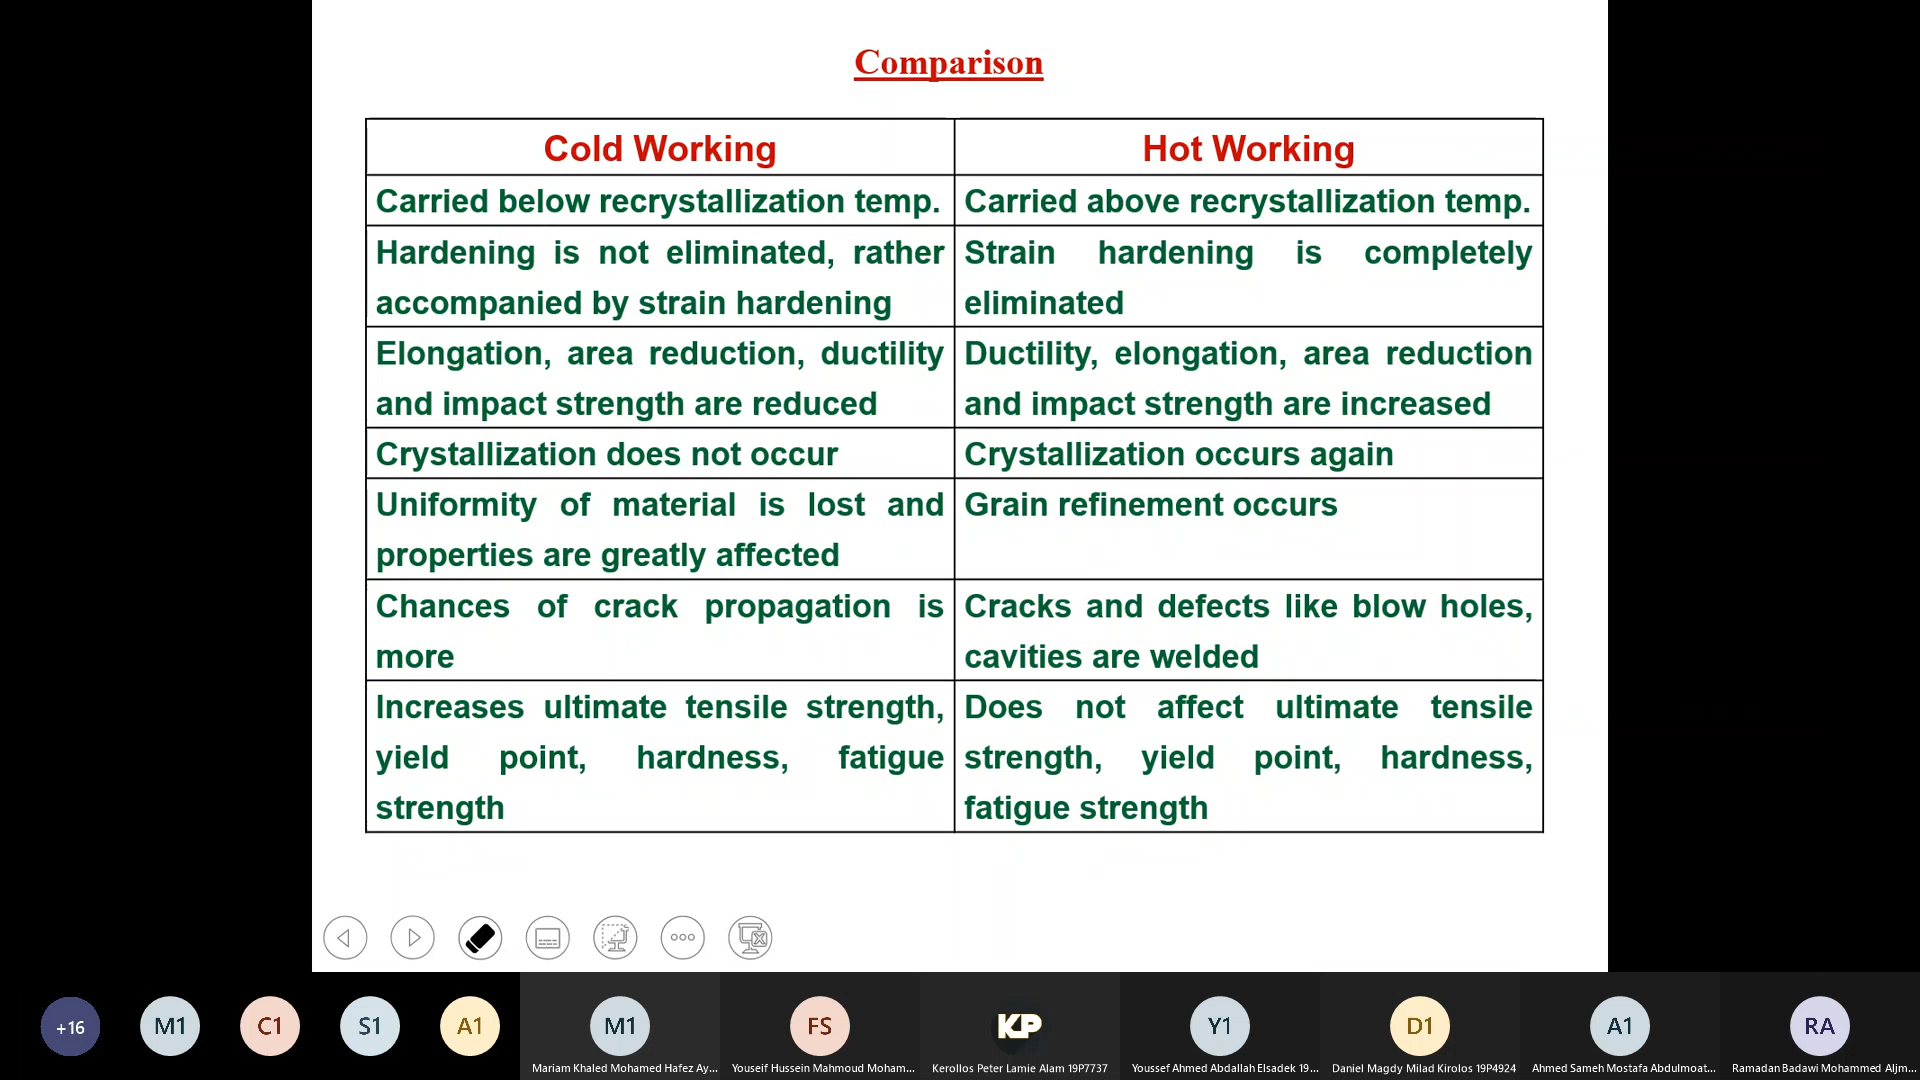 Comparison
Cold Working
Hot Working
Carried below recrystallization temp.
Carried above recrystallization temp.
Hardening is not eliminated, rather
accompanied by strain hardening
Strain hardening is completely
eliminated
Elongation, area reduction, ductility
and impact strength are reduced
Ductility, elongation, area reduction
and impact strength are increased
Crystallization does not occur
Crystallization occurs again
Uniformity of material is lost and
properties are greatly affected
Grain refinement occurs
Chances of crack propagation is
more
Cracks and defects like blow holes,
cavities are welded
Increases ultimate tensile strength,
yield point, hardness, fatigue
strength
Does not affect ultimate tensile
strength, yield point, hardness,
fatigue strength
+16
M1
C1
S1
A1
M1
FS
KP
Y1
D1
A1
RA
Mariam Khaled Mohamed Hafez Ay...
Youseif Hussein Mahmoud Moham...
Kerollos Peter Lamie Alam 19P7737
Youssef Ahmed Abdallah Elsadek 19...
Daniel Magdy Milad Kirolos 19P4924
Ahmed Sameh Mostafa Abdulmoat...
Ramadan Badawi Mohammed Aljm...